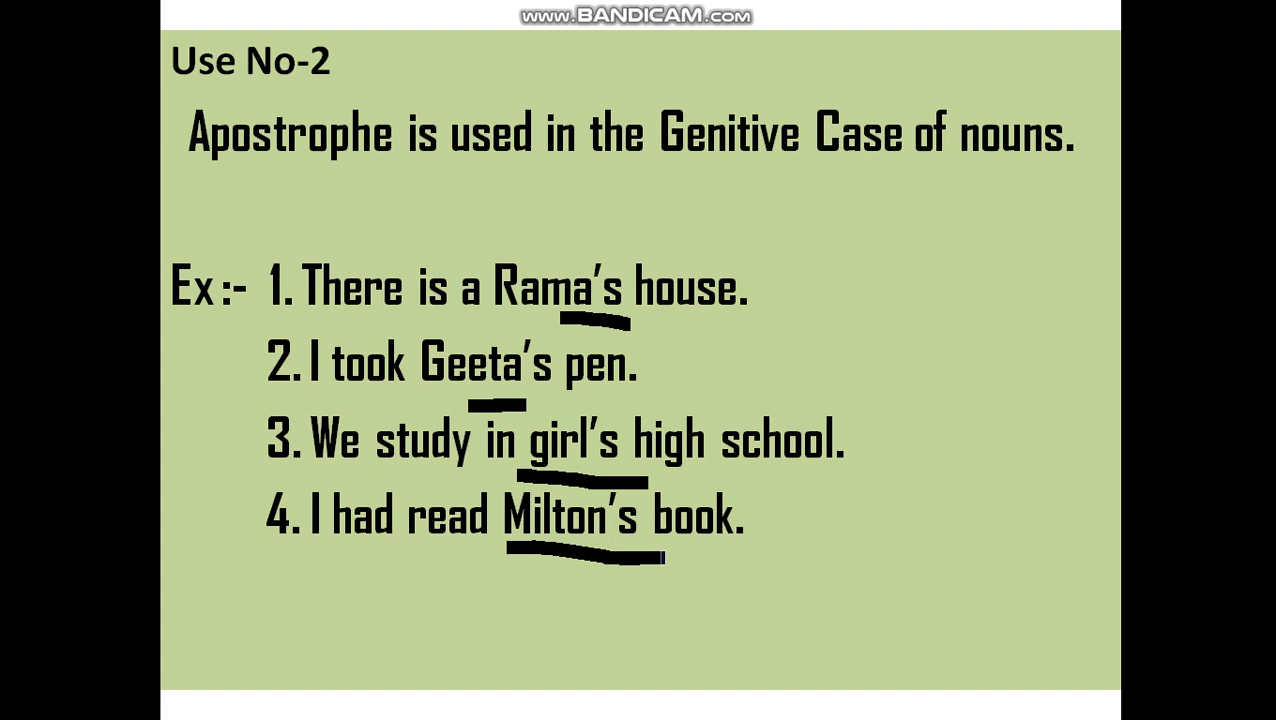 www.BANDICAM.com
Use No-2
Apostrophe is used in the Genitive Case of nouns.
Ex :- 1. There is a Rama's house.
2. I took Geeta's pen.
3. We study in girl's high school.
4. I had read Milton's book.